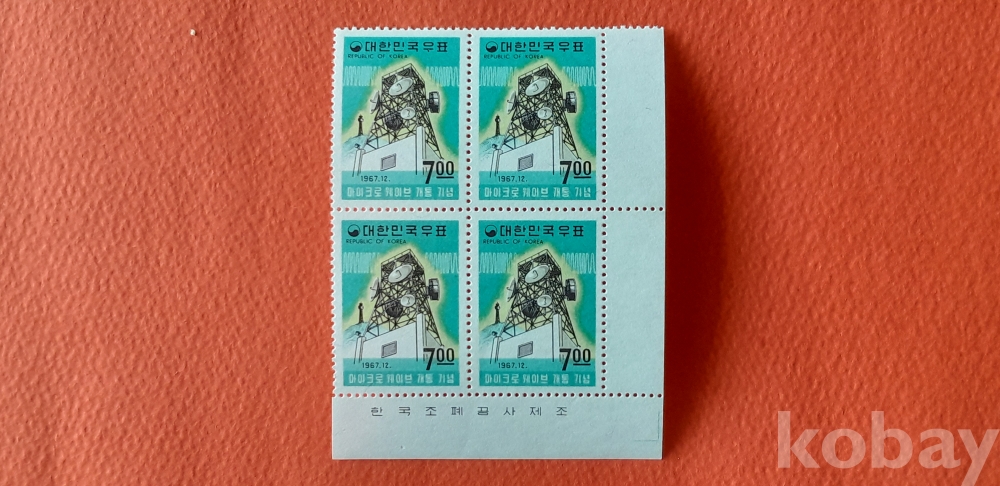 대한민국우표 대한민국우표
REPUBLIC OF KOREA REPUBLIC OF KOREA
7.00 7.00
1967.12. 1967.12.
마이크로 웨이브 개통 기념 마이크로 웨이브 개통 기념
대한민국우표 대한민국우표
REPUBLIC OF KOREA REPUBLIC OF KOREA
7.00 7.00
1967.12. 1967.12.
마이크로 웨이브 개통 기념 마이크로 웨이브 개통 기념
한국조폐공사제조
kobay